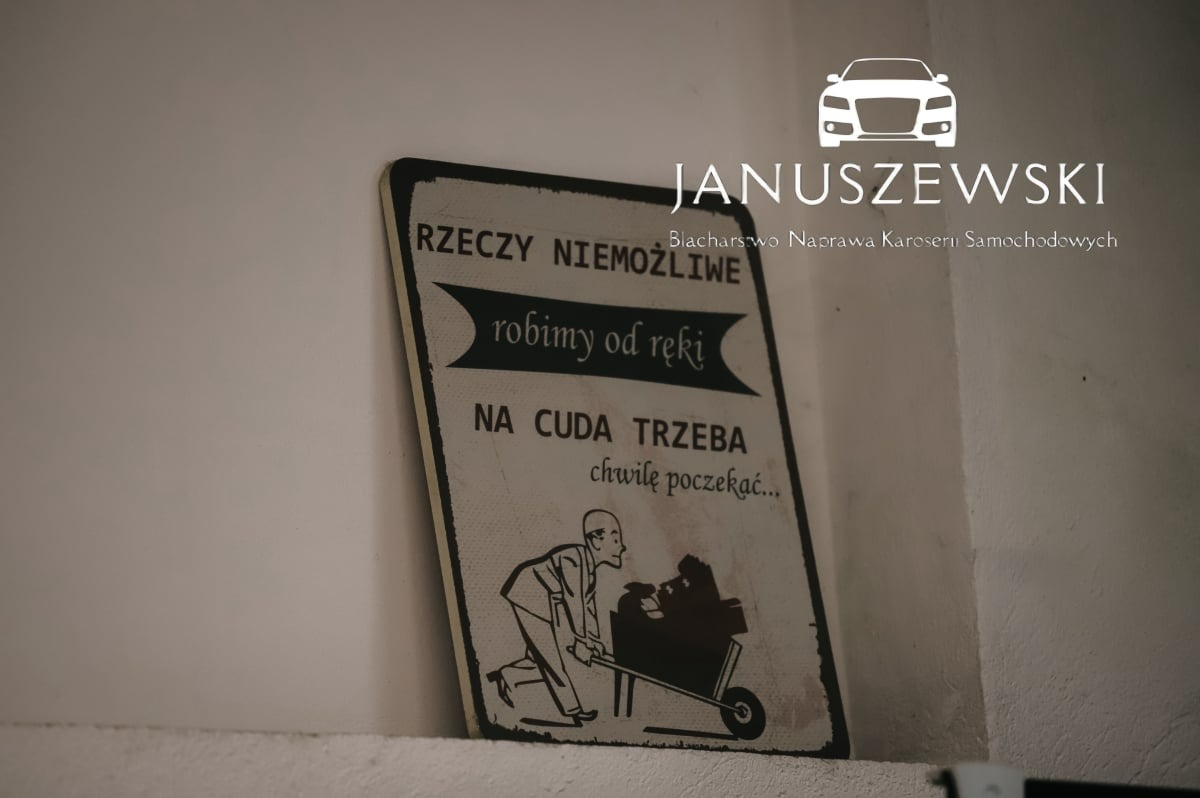 JANUSZEWSKI
Blacharstwo Naprawa Karoserii Samochodowych
RZECZY NIEMOŻLIWE
robimy od ręki
NA CUDA TRZEBA
chwilę poczekać...